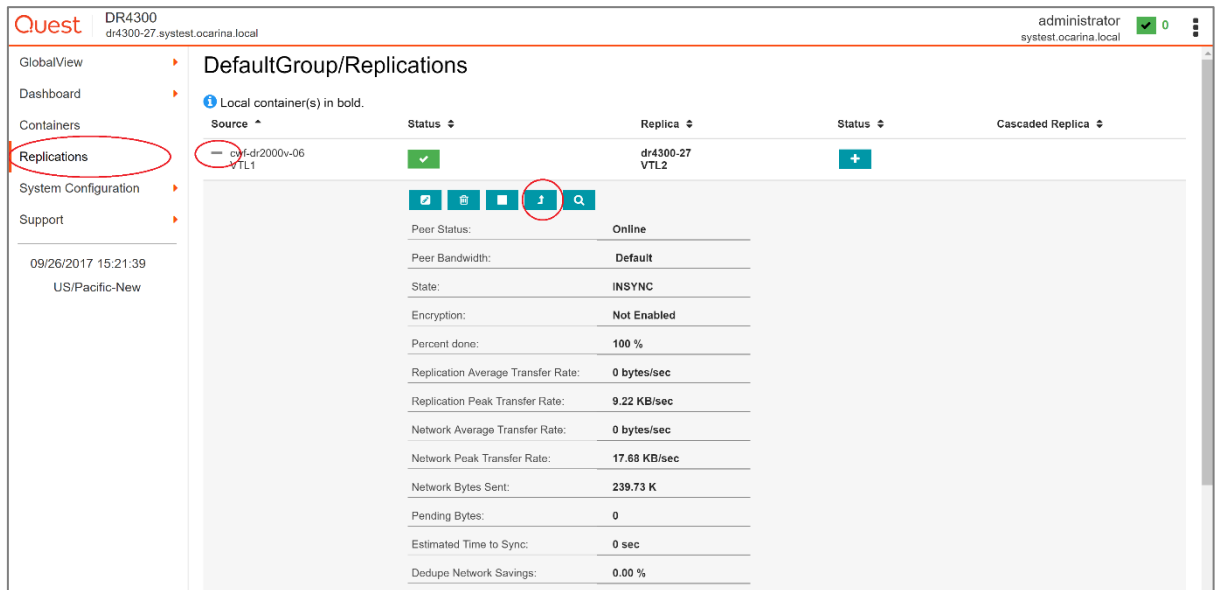 Quest
DR4300
dr4300-27.systest.ocarina.local
administrator
systest.ocarina.local
0
GlobalView
Dashboard
Containers
Replications
System Configuration
Support
09/26/2017 15:21:39
US/Pacific-New
DefaultGroup/Replications
Local container(s) in bold.
Source Status Replica Status Cascaded Replica
cwf-dr2000v-06 dr4300-27
VTL1 VTL2
Peer Status: Online
Peer Bandwidth: Default
State: INSYNC
Encryption: Not Enabled
Percent done: 100 %
Replication Average Transfer Rate: 0 bytes/sec
Replication Peak Transfer Rate: 9.22 KB/sec
Network Average Transfer Rate: 0 bytes/sec
Network Peak Transfer Rate: 17.68 KB/sec
Network Bytes Sent: 239.73 K
Pending Bytes: 0
Estimated Time to Sync: 0 sec
Dedupe Network Savings: 0.00 %